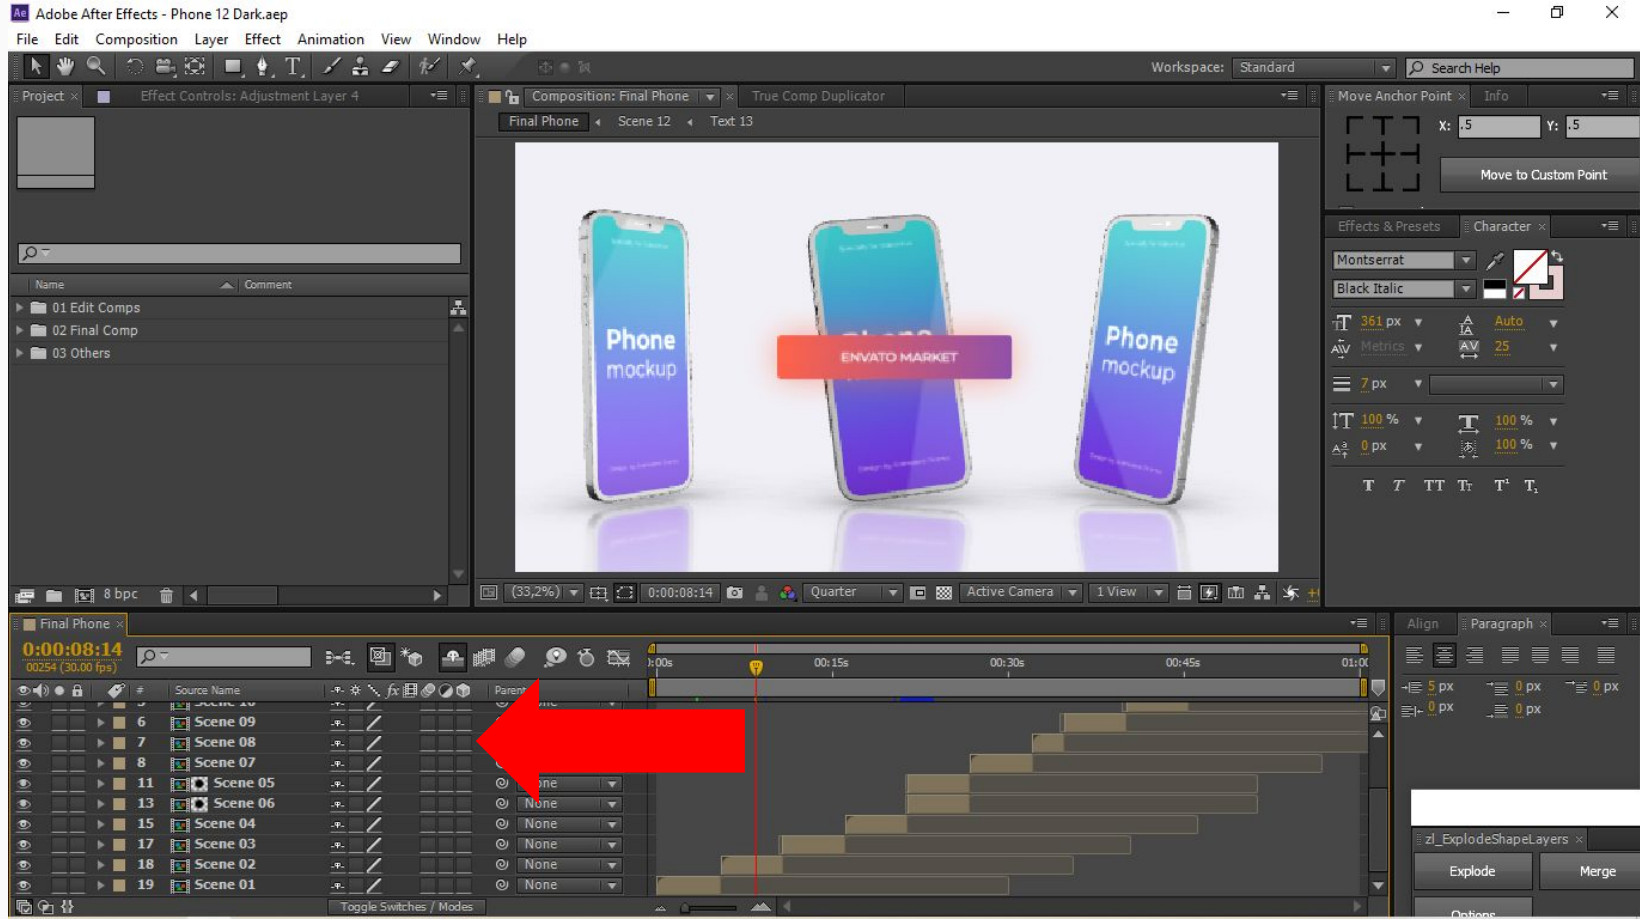 Ae Adobe After Effects - Phone 12 Dark.aep
File Edit Composition Layer Effect Animation View Window Help
Workspace: Standard Search Help
Project Effect Controls: Adjustment Layer 4
Composition: Final Phone True Comp Duplicator
Final Phone Scene 12 Text 13
Move Anchor Point Info
X: .5 Y: .5
Move to Custom Point
Effects & Presets Character
Montserrat
Black Italic
361 px Auto
Metrics 25
7 px
100 % 100 %
0 px 100 %
T T TT Tт T¹ T₁
Name Comment
01 Edit Comps
02 Final Comp
03 Others
Phone
mockup
ENVATO MARKET
Phone
mockup
8 bpc
(33,2%) 0:00:08:14 Quarter Active Camera 1 View
Final Phone
0:00:08:14
00254 (30.00 fps)
:00s 00:15s 00:30s 00:45s 01:00
# Source Name fx Parent
6 Scene 09
7 Scene 08
8 Scene 07
11 Scene 05
13 Scene 06 None
15 Scene 04 None
17 Scene 03 None
18 Scene 02 None
19 Scene 01 None
Toggle Switches / Modes
Align Paragraph
5 px 0 px 0 px
0 px 0 px
zl_ExplodeShapeLayers
Explode Merge
Options